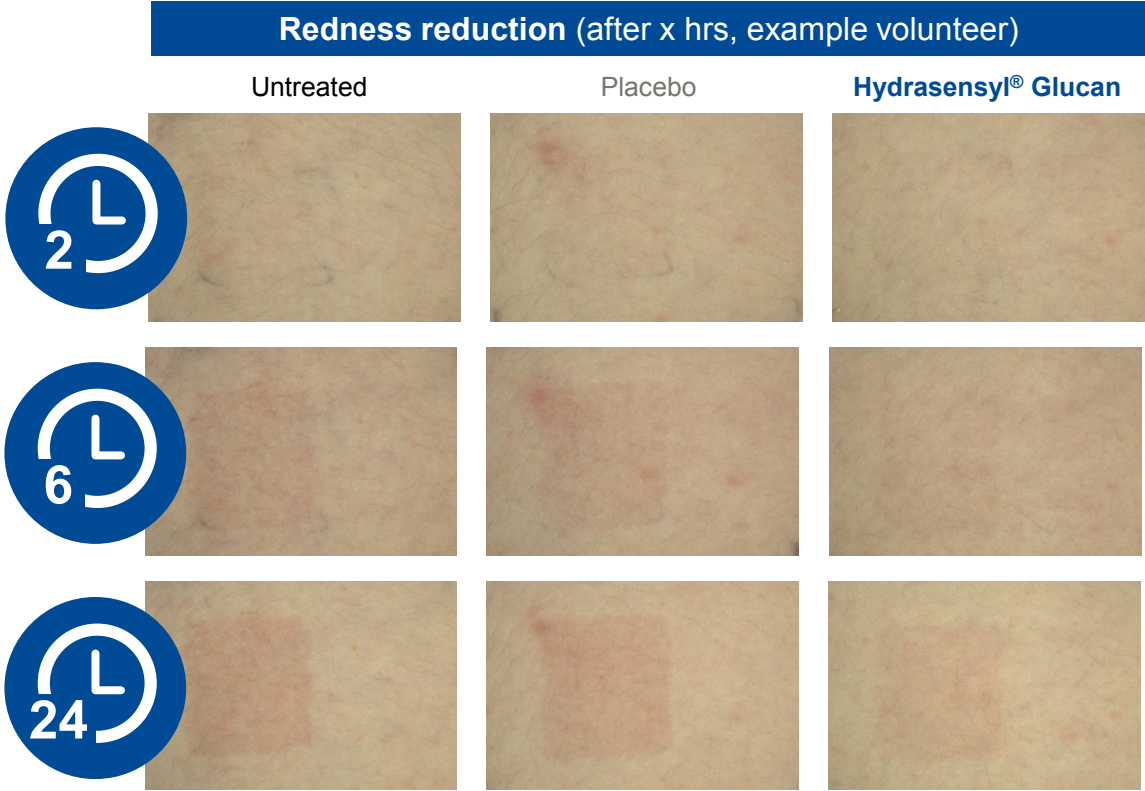 Redness reduction (after x hrs, example volunteer)
Untreated
Placebo
Hydrasensyl® Glucan
2
6
24